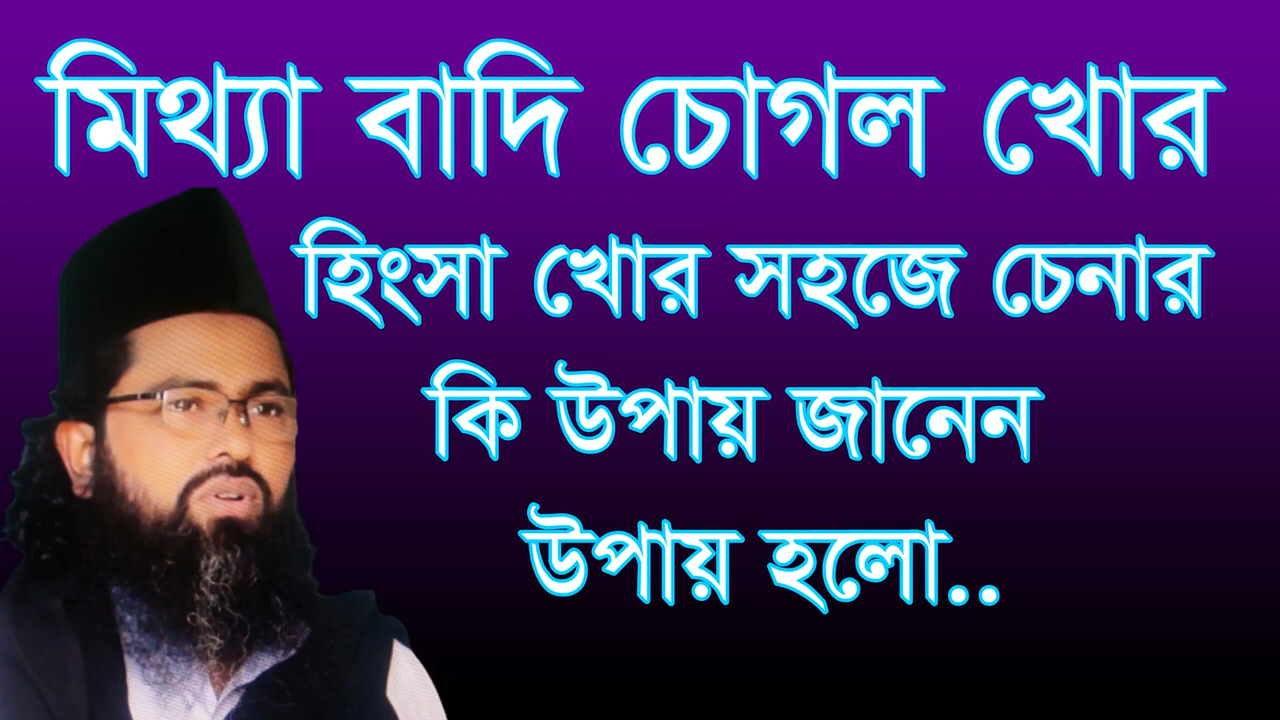 মিথ্যা বাদি চোগল খোর
হিংসা খোর সহজে চেনার
কি উপায় জানেন
উপায় হলো..